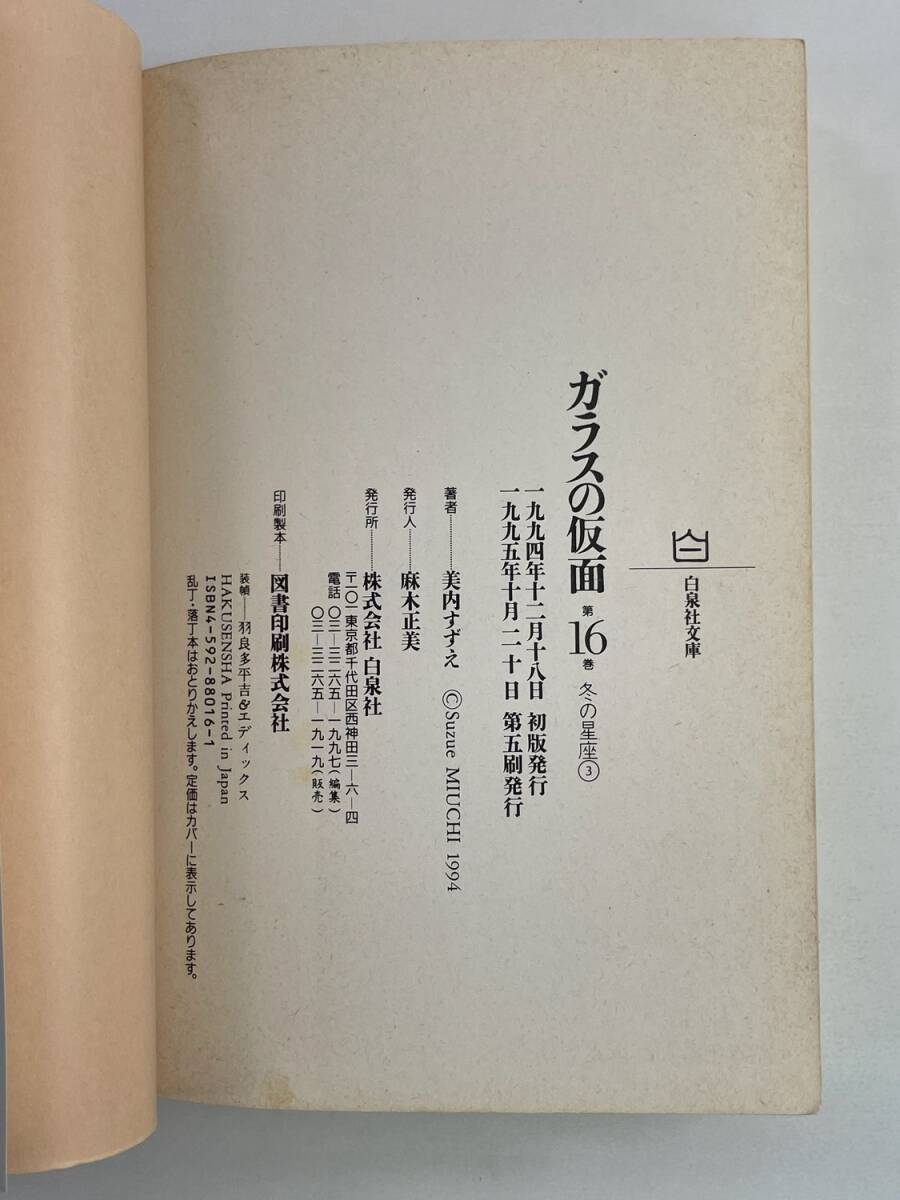 白泉社文庫
ガラスの仮面 第16巻 冬の星座③
一九九四年十二月十八日 初版発行
一九九五年十月二十日 第五刷発行
著者————美内すずえ ©Suzue MIUCHI 1994
発行人………麻木正美
発行所………株式会社 白泉社
〒一〇一東京都千代田区西神田三—六—四
電話 〇三—三二六五—一九九七(編集)
〇三—三二六五—一九一九(販売)
印刷製本——図書印刷株式会社
装幀——羽良多平吉&エディックス
HAKUSENSHA Printed in Japan
ISBN4-592-88016-1
乱丁・落丁本はおとりかえします。定価はカバーに表示してあります。